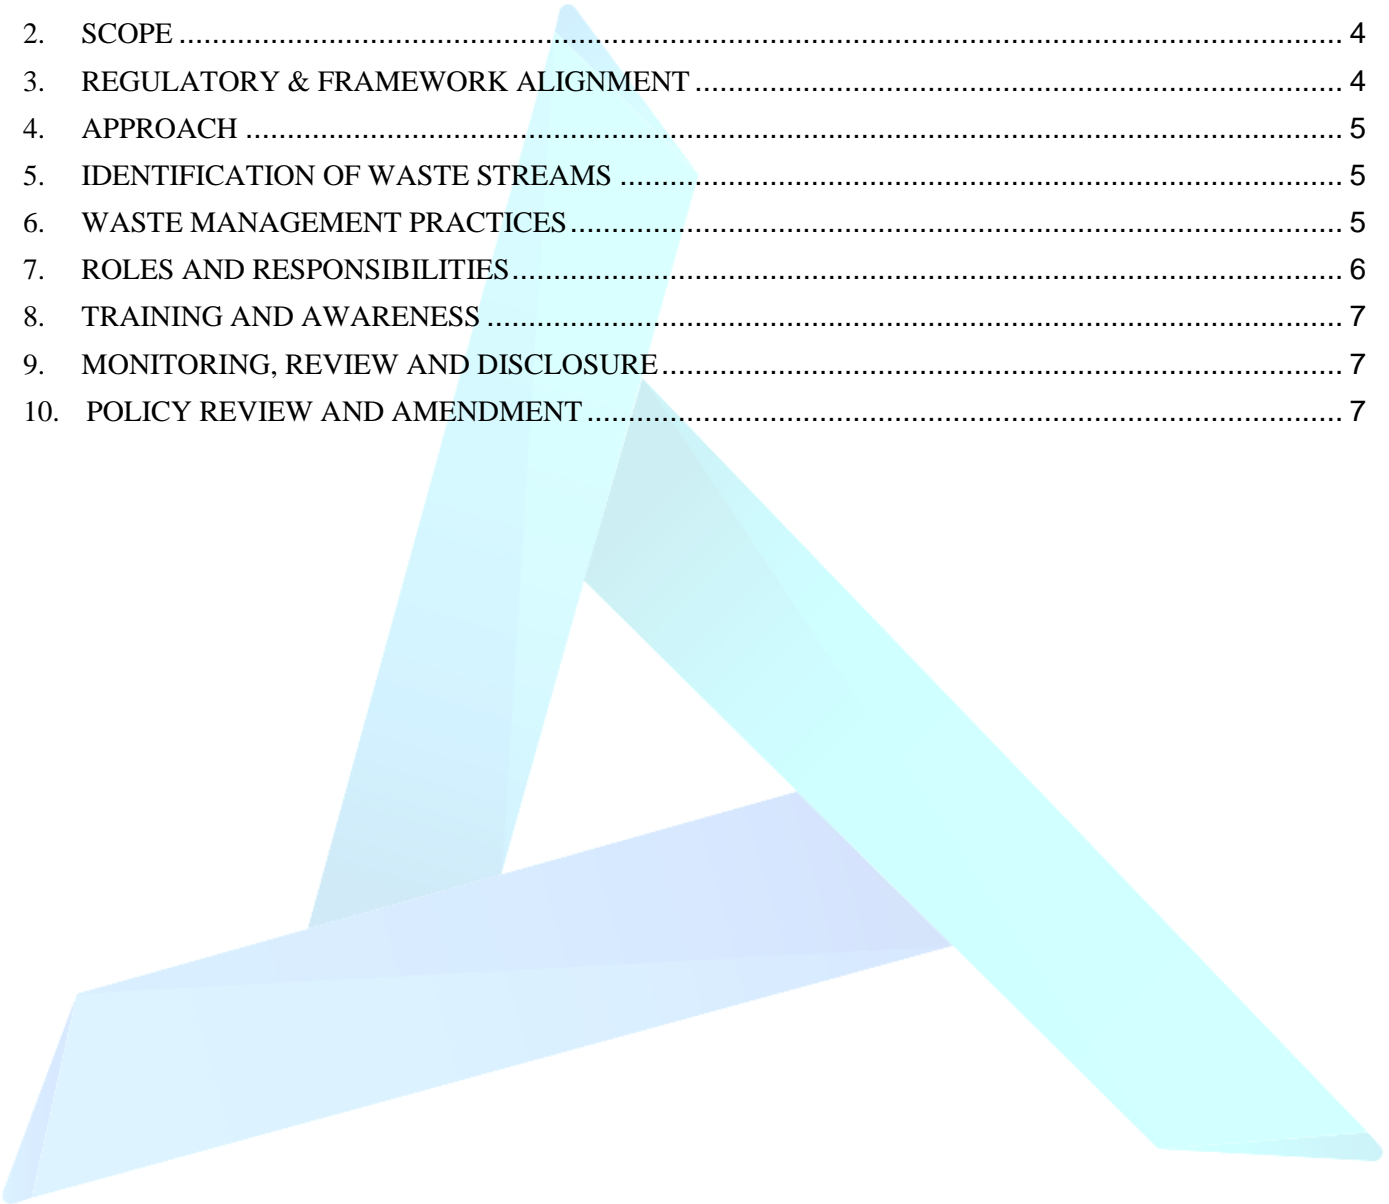 2. SCOPE ........................................................................................................................................ 4
3. REGULATORY & FRAMEWORK ALIGNMENT ............................................................................ 4
4. APPROACH ................................................................................................................................ 5
5. IDENTIFICATION OF WASTE STREAMS ..................................................................................... 5
6. WASTE MANAGEMENT PRACTICES ........................................................................................... 5
7. ROLES AND RESPONSIBILITIES ................................................................................................. 6
8. TRAINING AND AWARENESS ..................................................................................................... 7
9. MONITORING, REVIEW AND DISCLOSURE ............................................................................... 7
10. POLICY REVIEW AND AMENDMENT ........................................................................................ 7